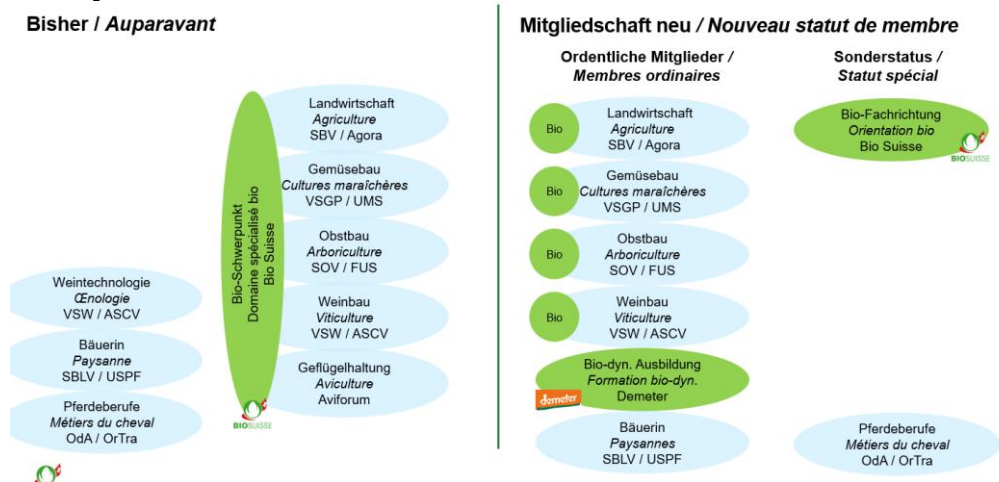 Bisher / Auparavant
Weintechnologie
Œnologie
VSW / ASCV
Bäuerin
Paysanne
SBLV / USPF
Pferdeberufe
Métiers du cheval
OdA / OrTra
Bio-Schwerpunkt
Domaine spécialisé bio
Bio Suisse
BIOSUISSE
Landwirtschaft
Agriculture
SBV / Agora
Gemüsebau
Cultures maraîchères
VSGP / UMS
Obstbau
Arboriculture
SOV / FUS
Weinbau
Viticulture
VSW / ASCV
Geflügelhaltung
Aviculture
Aviforum
Mitgliedschaft neu / Nouveau statut de membre
Ordentliche Mitglieder /
Membres ordinaires
Bio
Landwirtschaft
Agriculture
SBV / Agora
Bio
Gemüsebau
Cultures maraîchères
VSGP / UMS
Bio
Obstbau
Arboriculture
SOV / FUS
Bio
Weinbau
Viticulture
VSW / ASCV
Bio-dyn. Ausbildung
Formation bio-dyn.
Demeter
demeter
Bäuerin
Paysannes
SBLV / USPF
Sonderstatus /
Statut spécial
Bio-Fachrichtung
Orientation bio
Bio Suisse
BIOSUISSE
Pferdeberufe
Métiers du cheval
OdA / OrTra